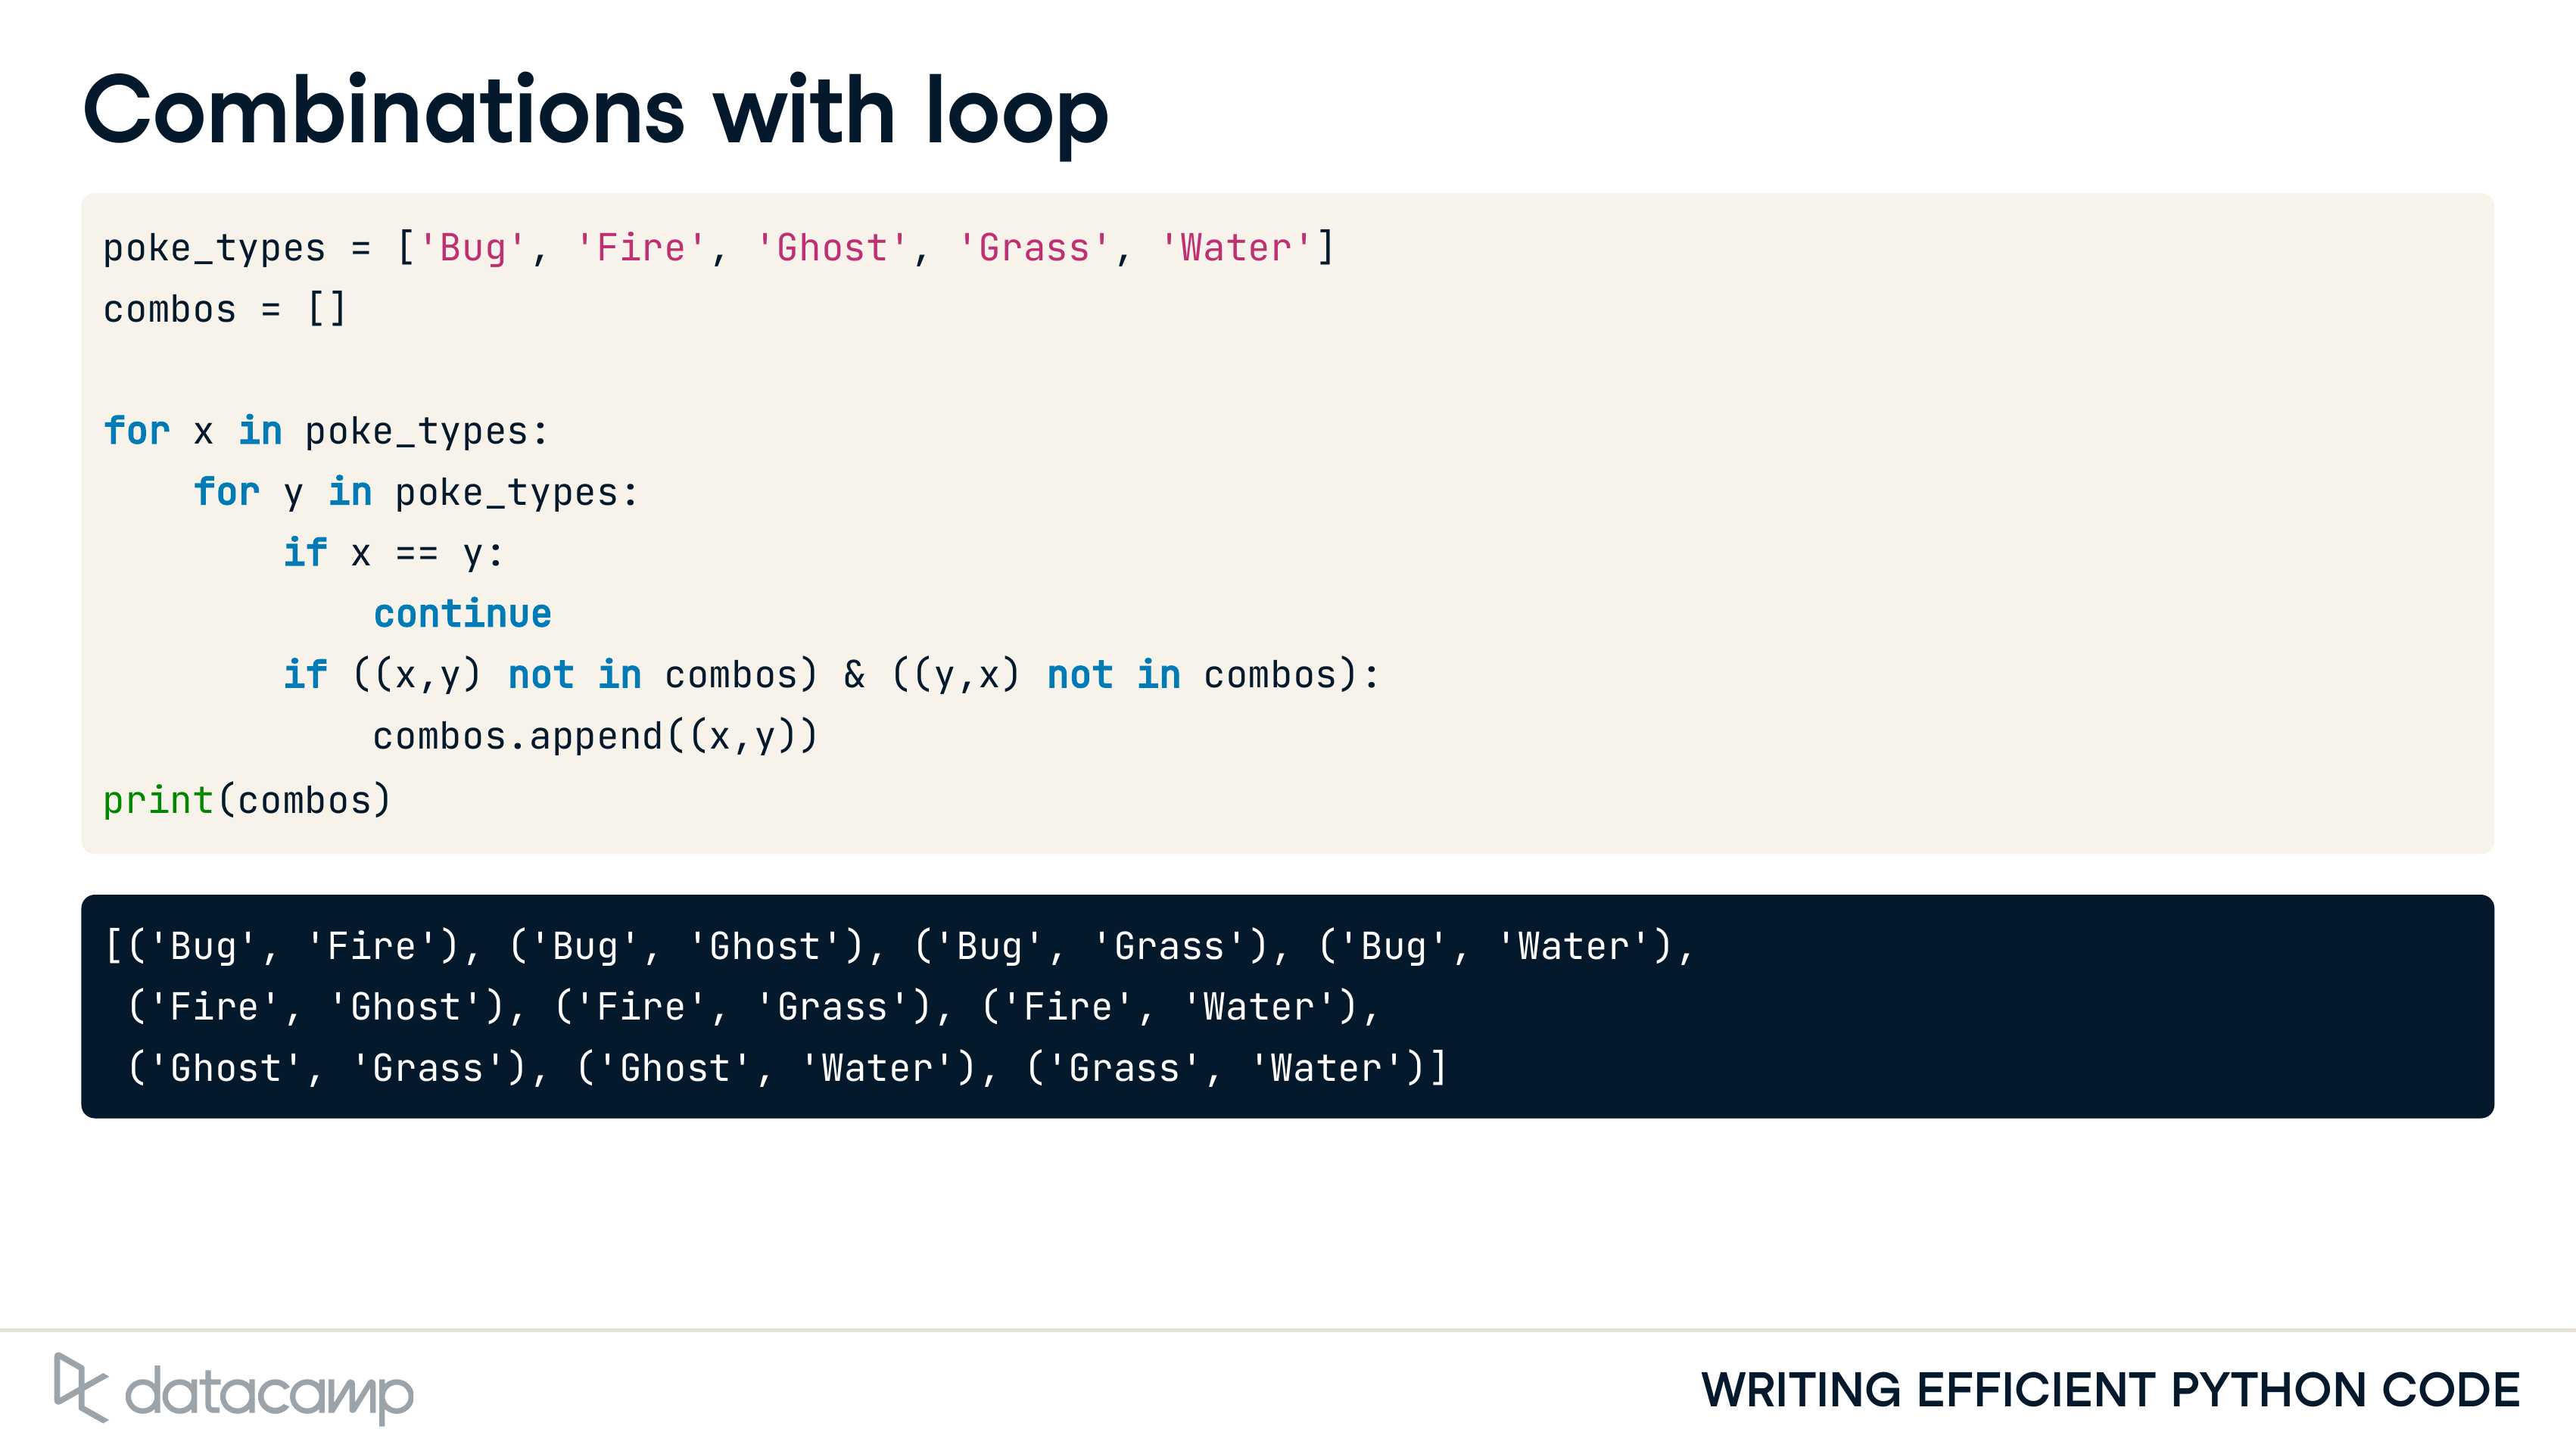 Combinations with loop
poke_types = ['Bug', 'Fire', 'Ghost', 'Grass', 'Water']
combos = []
for x in poke_types:
    for y in poke_types:
        if x == y:
            continue
        if ((x,y) not in combos) & ((y,x) not in combos):
            combos.append((x,y))
print(combos)
[('Bug', 'Fire'), ('Bug', 'Ghost'), ('Bug', 'Grass'), ('Bug', 'Water'),
 ('Fire', 'Ghost'), ('Fire', 'Grass'), ('Fire', 'Water'),
 ('Ghost', 'Grass'), ('Ghost', 'Water'), ('Grass', 'Water')]
datacamp
WRITING EFFICIENT PYTHON CODE